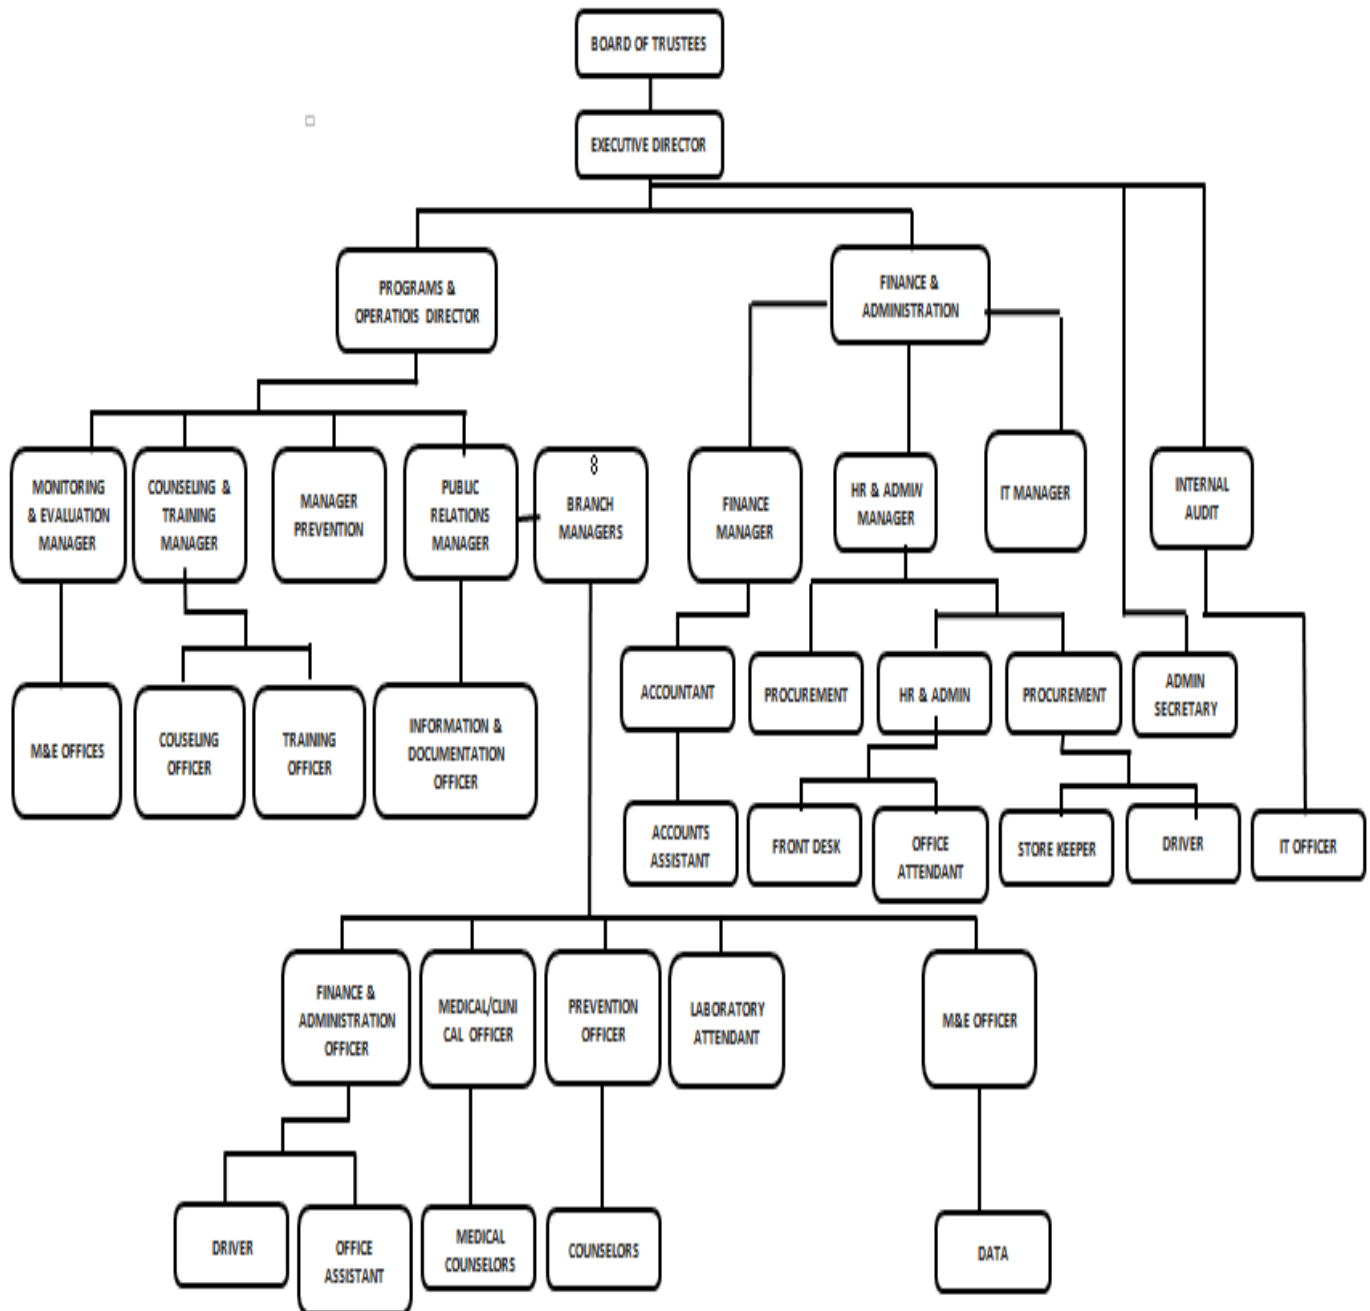 BOARD OF TRUSTEES
EXECUTIVE DIRECTOR
PROGRAMS &
OPERATIOIS DIRECTOR
FINANCE &
ADMINISTRATION
MONITORING
& EVALUATION
MANAGER
COUNSELING &
TRAINING
MANAGER
MANAGER
PREVENTION
PUBLIC
RELATIONS
MANAGER
8
BRANCH
MANAGERS
FINANCE
MANAGER
HR & ADMIN
MANAGER
IT MANAGER
INTERNAL
AUDIT
M&E OFFICES
COUSELING
OFFICER
TRAINING
OFFICER
INFORMATION &
DOCUMENTATION
OFFICER
ACCOUNTANT
PROCUREMENT
HR & ADMIN
PROCUREMENT
ADMIN
SECRETARY
ACCOUNTS
ASSISTANT
FRONT DESK
OFFICE
ATTENDANT
STORE KEEPER
DRIVER
IT OFFICER
FINANCE &
ADMINISTRATION
OFFICER
MEDICAL/CLINI
CAL OFFICER
PREVENTION
OFFICER
LABORATORY
ATTENDANT
M&E OFFICER
DRIVER
OFFICE
ASSISTANT
MEDICAL
COUNSELORS
COUNSELORS
DATA